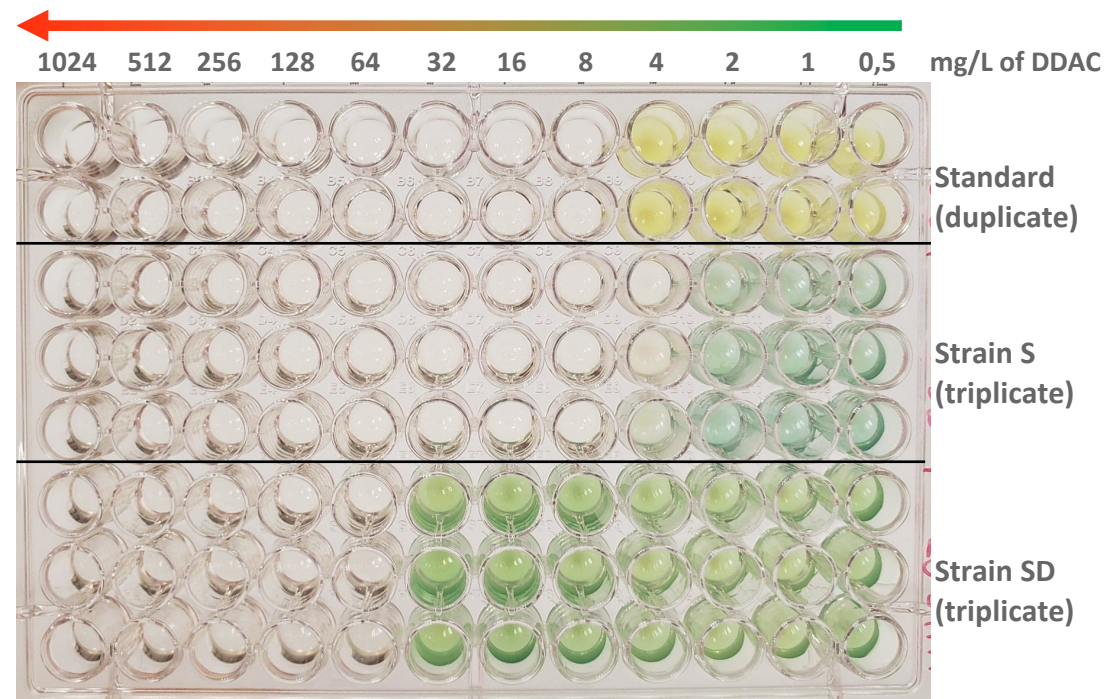 1024 512 256 128 64 32 16 8 4 2 1 0,5 mg/L of DDAC
Standard
(duplicate)
Strain S
(triplicate)
Strain SD
(triplicate)